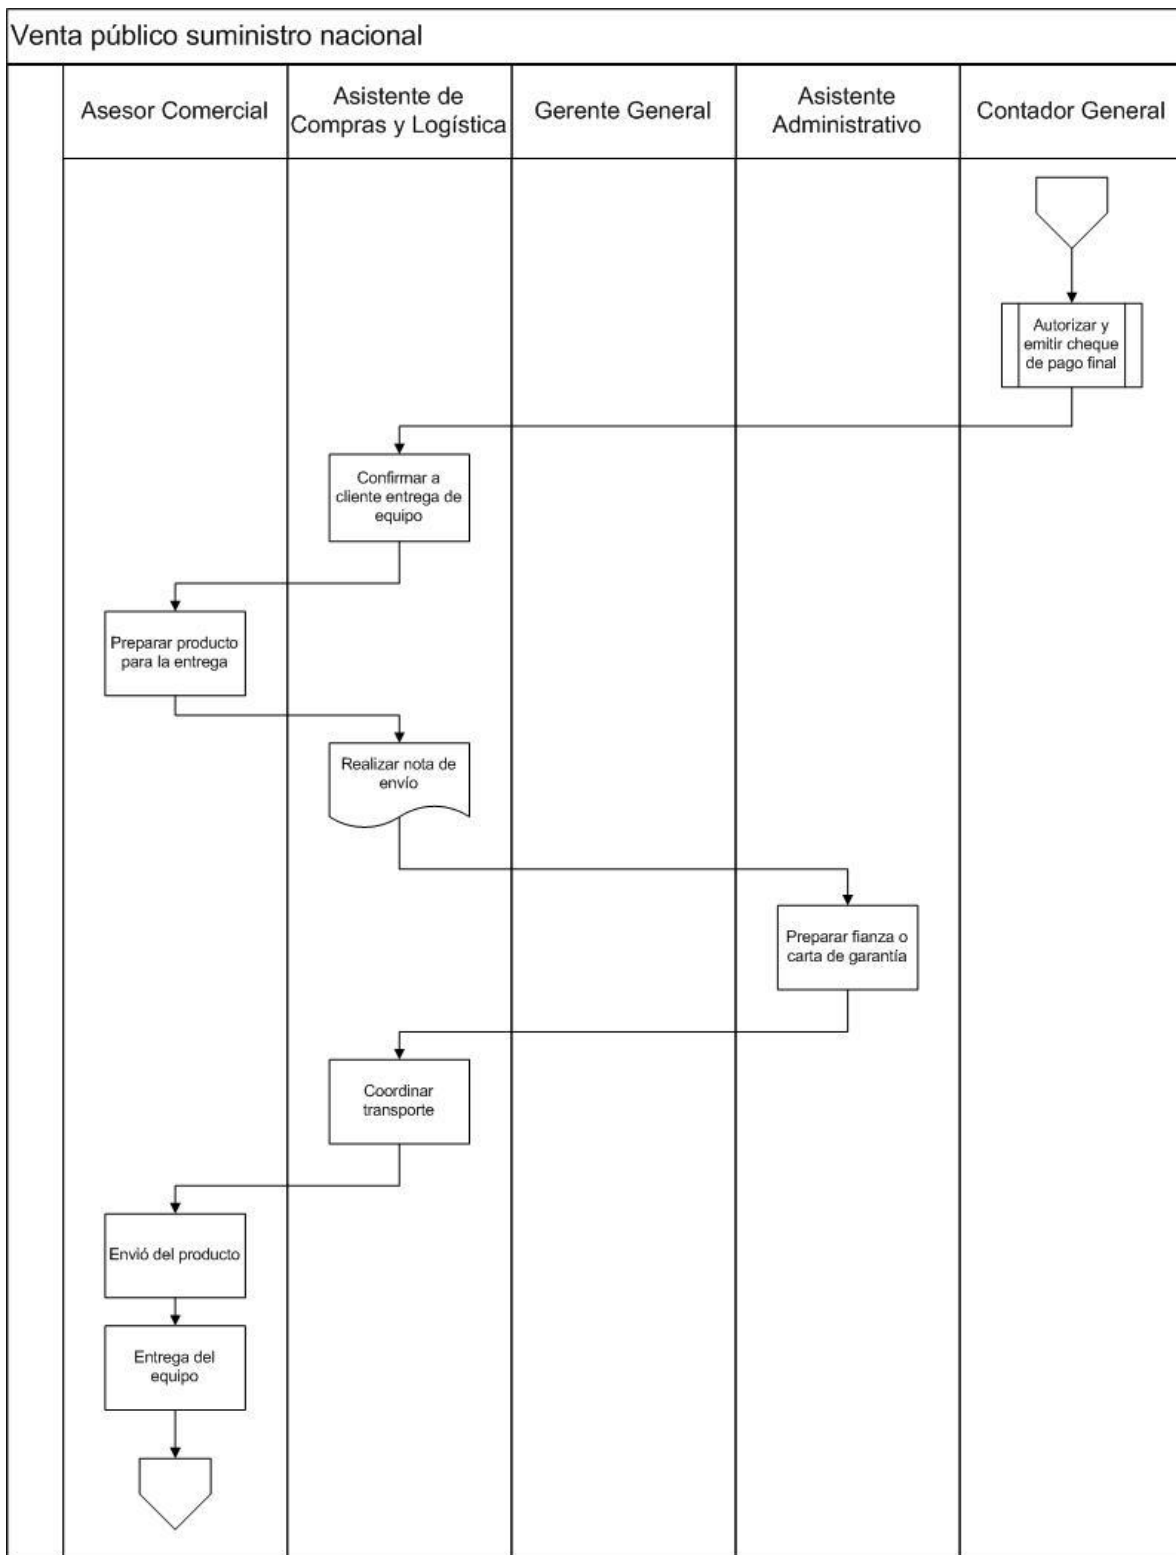 Venta público suministro nacional
Asesor Comercial
Asistente de
Compras y Logística
Gerente General
Asistente
Administrativo
Contador General
Autorizar y
emitir cheque
de pago final
Confirmar a
cliente entrega de
equipo
Preparar producto
para la entrega
Realizar nota de
envío
Preparar fianza o
carta de garantía
Coordinar
transporte
Envió del producto
Entrega del
equipo